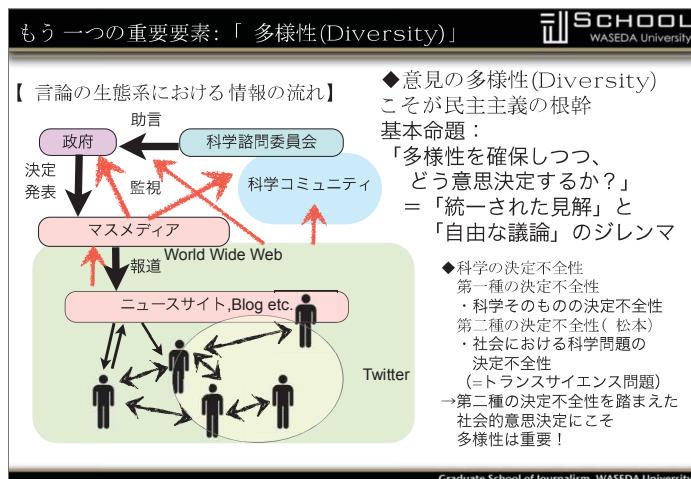 もう一つの重要要素:「 多様性(Diversity)」
J-SCHOOL
WASEDA University
【 言論の生態系における情報の流れ】
助言
政府
科学諮問委員会
決定
発表
監視
科学コミュニティ
マスメディア
World Wide Web
報道
ニュースサイト,Blog etc.
Twitter
◆意見の多様性(Diversity)
こそが民主主義の根幹
基本命題:
「多様性を確保しつつ、
どう意思決定するか?」
=「統一された見解」と
「自由な議論」のジレンマ
◆科学の決定不全性
第一種の決定不全性
・科学そのものの決定不全性
第二種の決定不全性( 松本)
・社会における科学問題の
決定不全性
(=トランスサイエンス問題)
→第二種の決定不全性を踏まえた
社会的意思決定にこそ
多様性は重要!
Graduate School of Journalism, WASEDA University